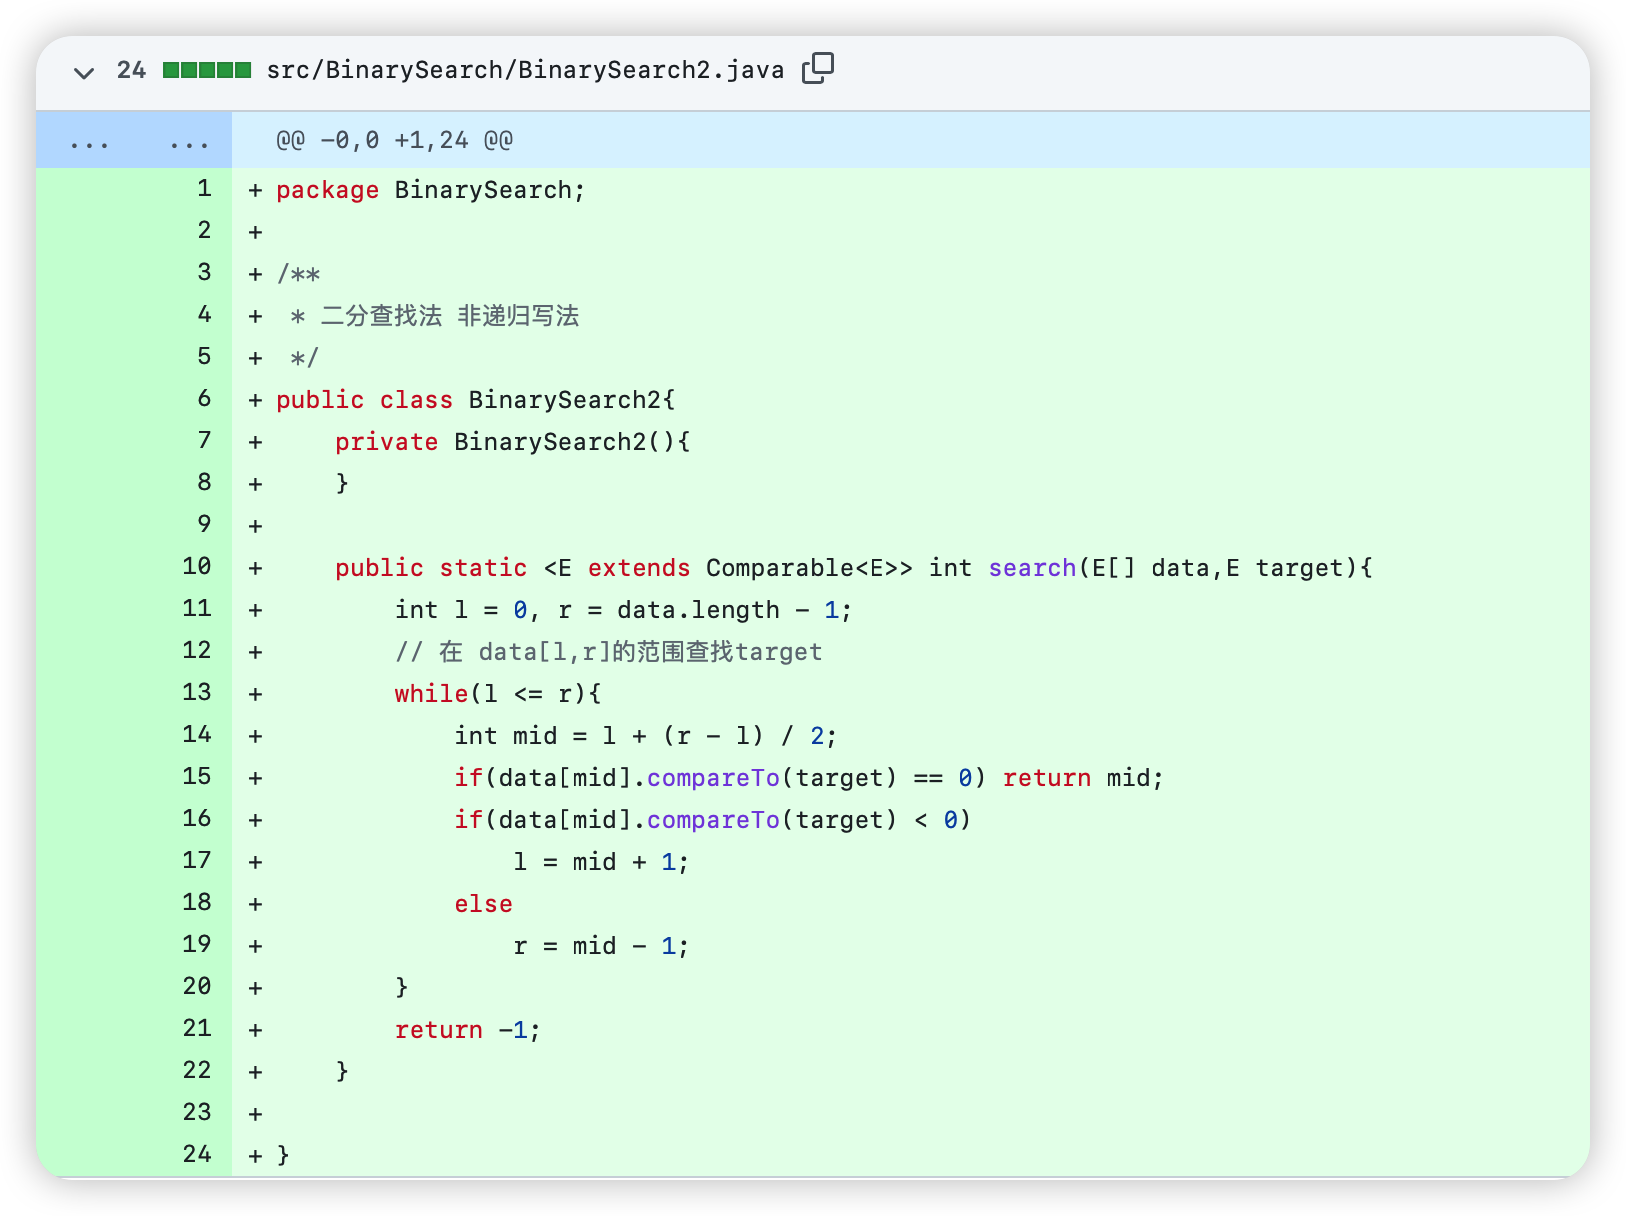 24 src/BinarySearch/BinarySearch2.java
... ... @@ -0,0 +1,24 @@
1 + package BinarySearch;
2 +
3 + /**
4 +  * 二分查找法 非递归写法
5 +  */
6 + public class BinarySearch2{
7 +     private BinarySearch2(){
8 +     }
9 +
10 +     public static <E extends Comparable<E>> int search(E[] data,E target){
11 +         int l = 0, r = data.length - 1;
12 +         // 在 data[l,r]的范围查找target
13 +         while(l <= r){
14 +             int mid = l + (r - l) / 2;
15 +             if(data[mid].compareTo(target) == 0) return mid;
16 +             if(data[mid].compareTo(target) < 0)
17 +                 l = mid + 1;
18 +             else
19 +                 r = mid - 1;
20 +         }
21 +         return -1;
22 +     }
23 +
24 + }